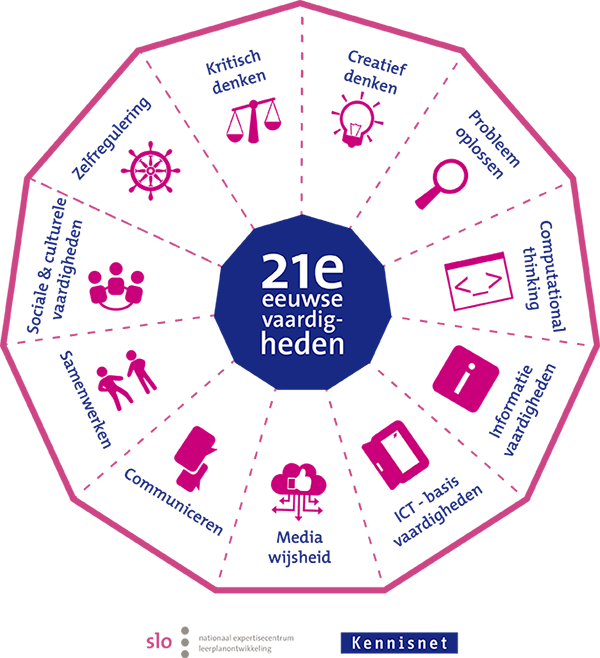 21e
eeuwse
vaardig-
heden
Kritisch
denken
Creatief
denken
Probleem
oplossen
Computational
thinking
Informatie
vaardigheden
ICT - basis
vaardigheden
Media
wijsheid
Communiceren
Samenwerken
Sociale & culturele
vaardigheden
Zelfregulering
slo
nationaal expertisecentrum
leerplanontwikkeling
Kennisnet